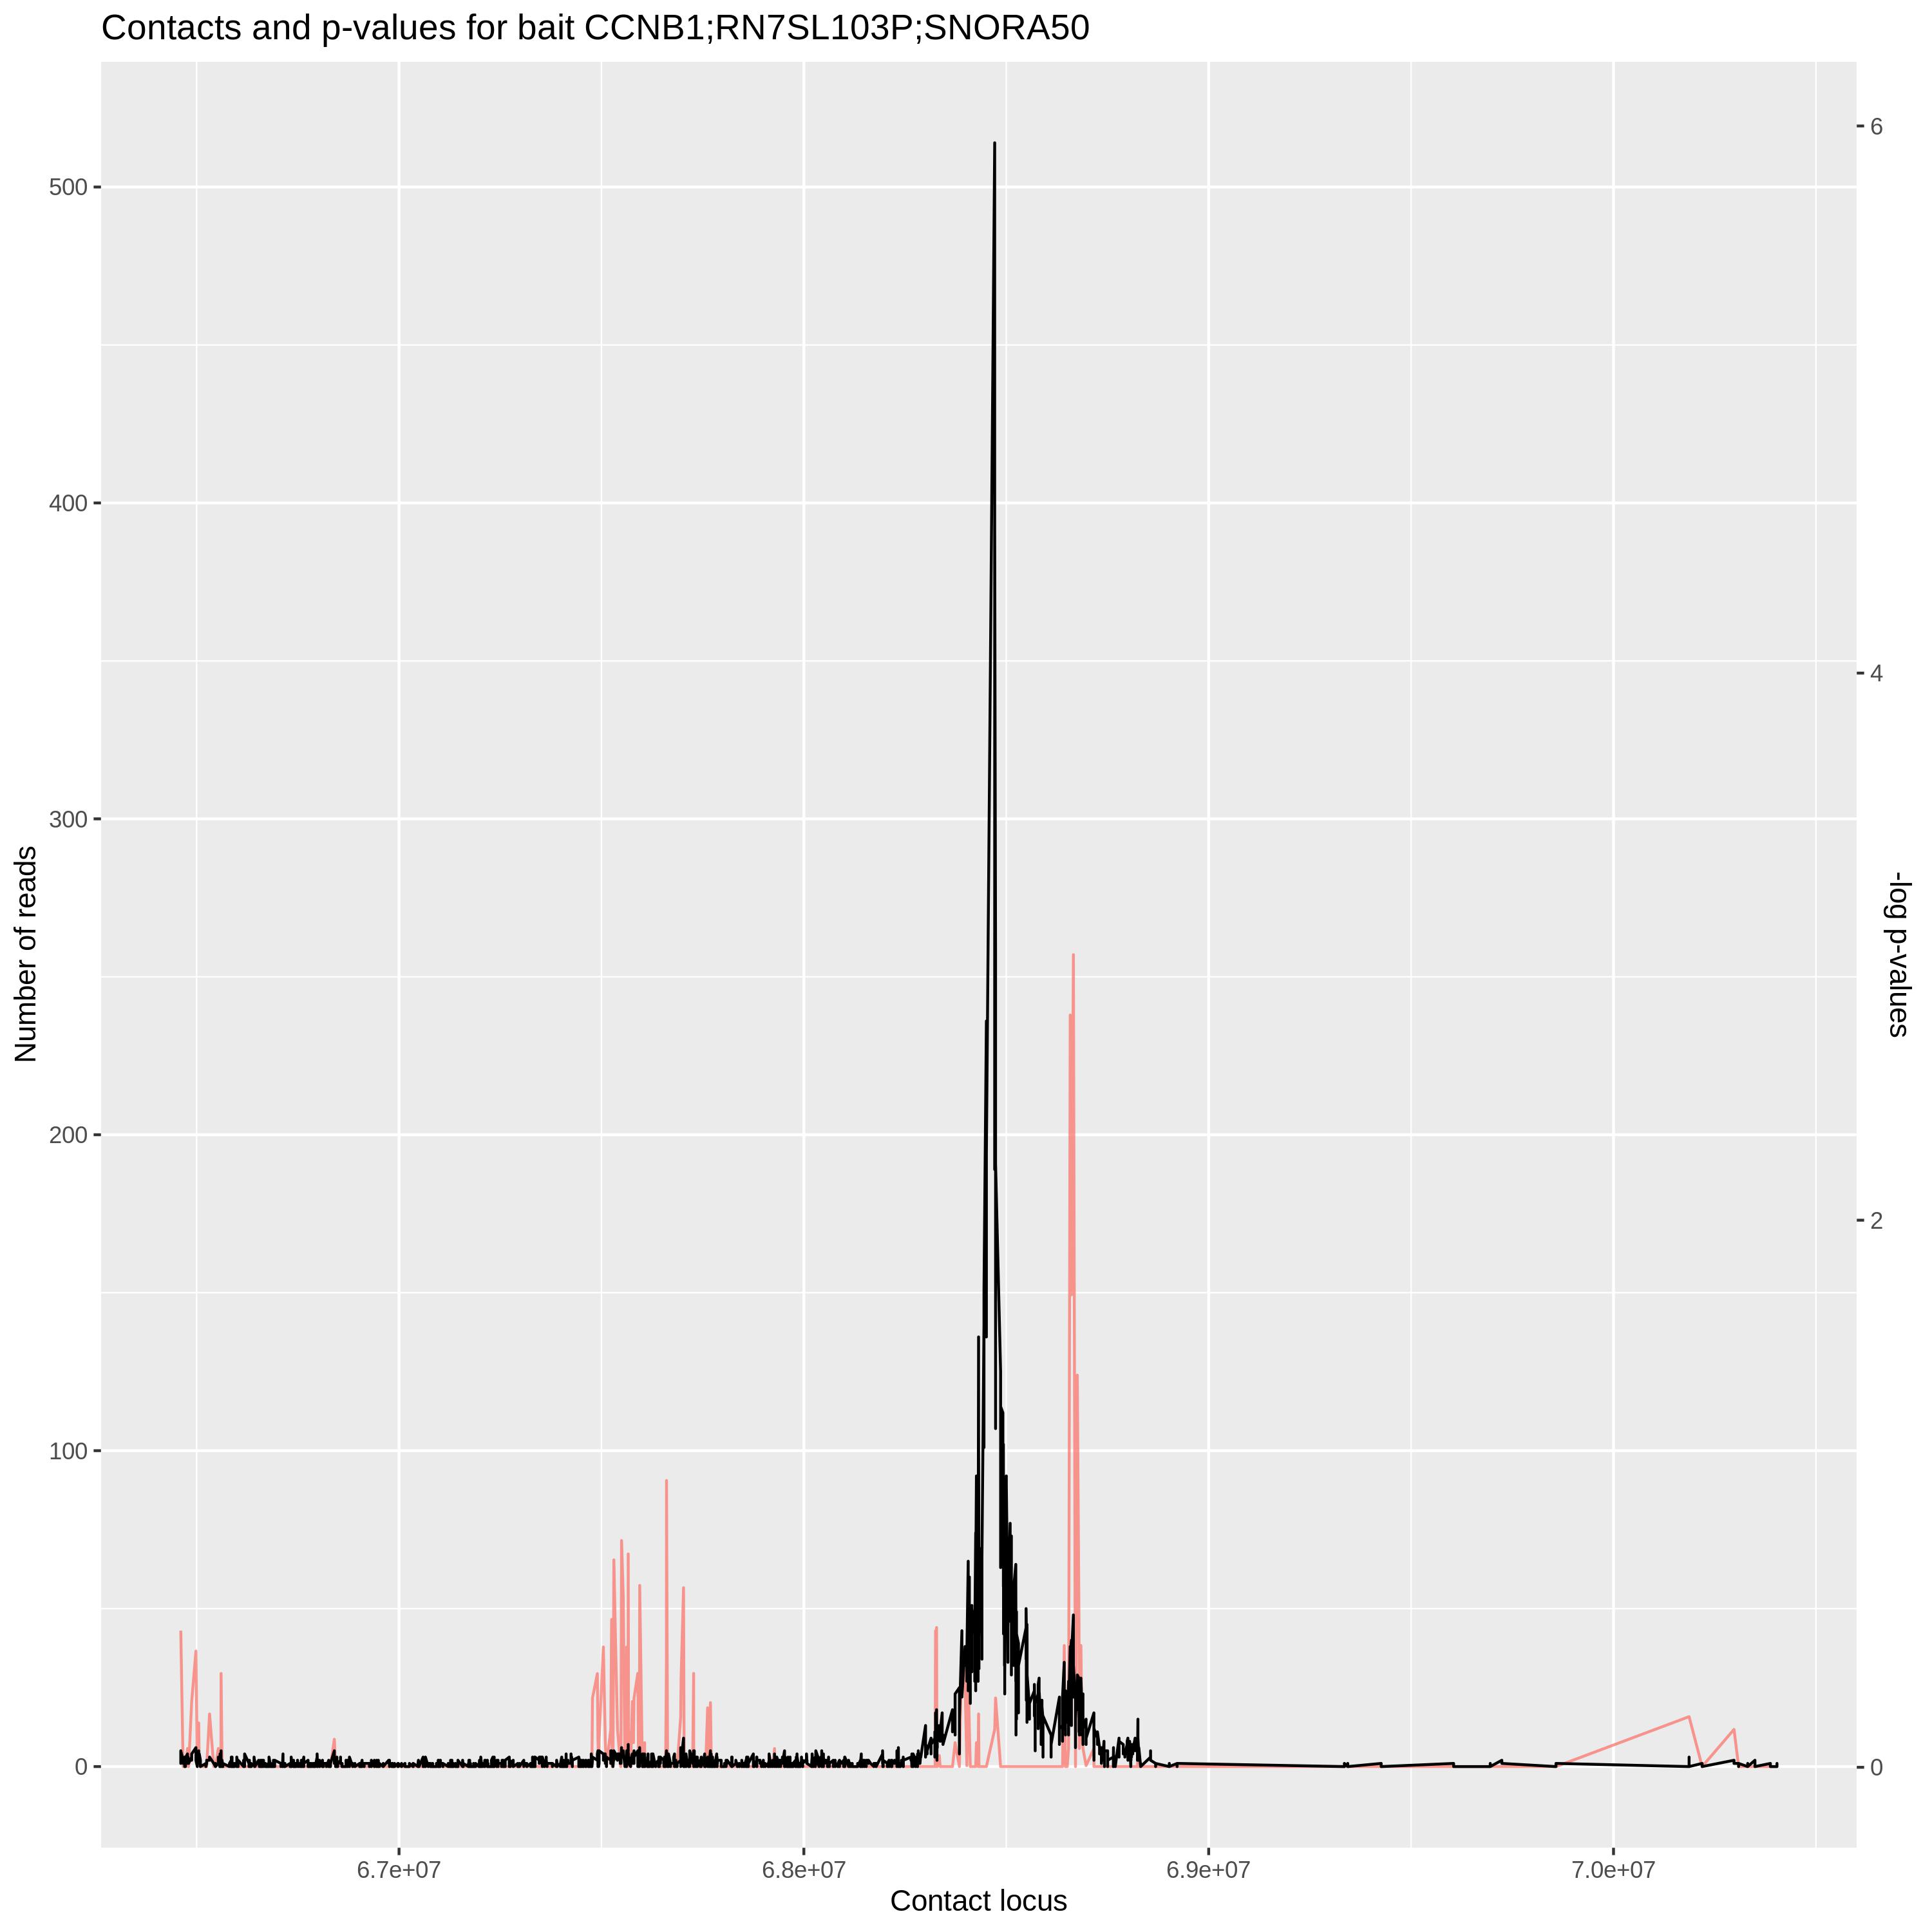 Contacts and p-values for bait CCNB1;RN7SL103P;SNORA50
500
400
300
200
100
0
Number of reads
6
4
2
0
-log p-values
6.7e+07
6.8e+07
6.9e+07
7.0e+07
Contact locus